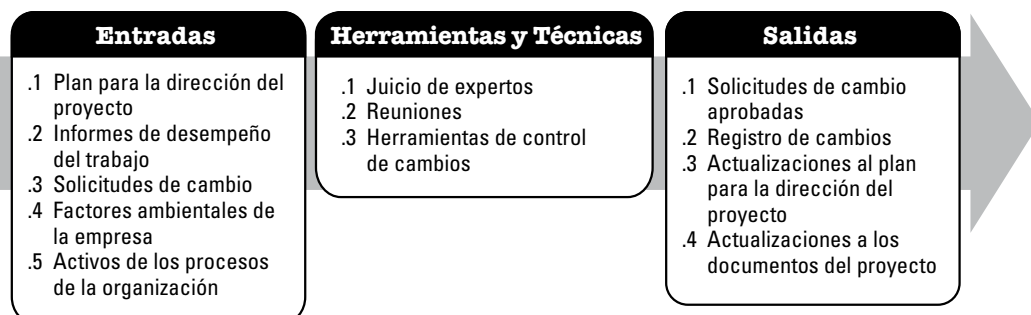 Entradas
.1 Plan para la dirección del
proyecto
.2 Informes de desempeño
del trabajo
.3 Solicitudes de cambio
.4 Factores ambientales de
la empresa
.5 Activos de los procesos
de la organización
Herramientas y Técnicas
.1 Juicio de expertos
.2 Reuniones
.3 Herramientas de control
de cambios
Salidas
.1 Solicitudes de cambio
aprobadas
.2 Registro de cambios
.3 Actualizaciones al plan
para la dirección del
proyecto
.4 Actualizaciones a los
documentos del proyecto